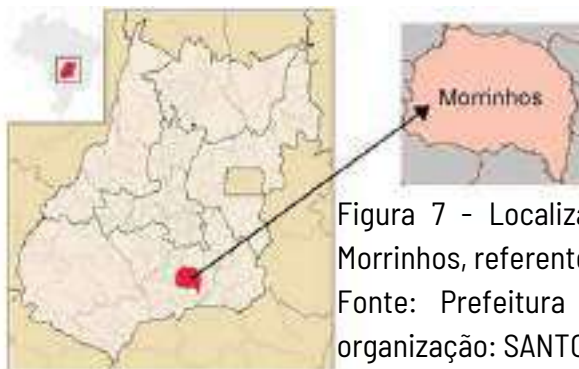 Morrinhos
Figura 7 - Localiza
Morrinhos, referente
Fonte: Prefeitura
organização: SANTO